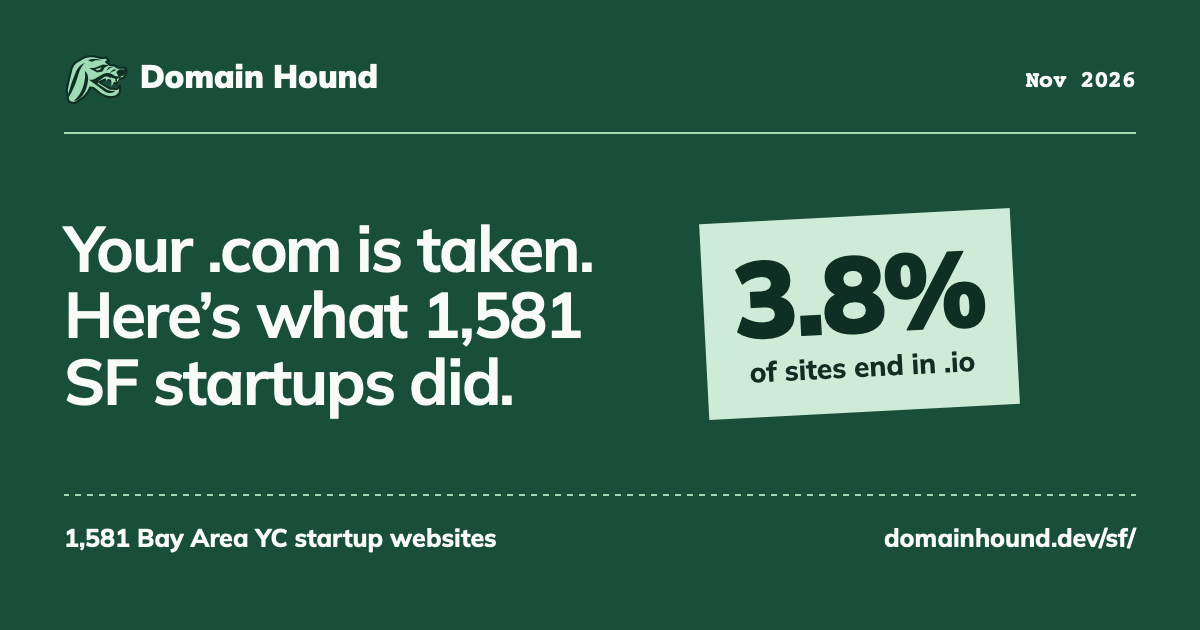 Domain Hound
Nov 2026
Your .com is taken.
Here’s what 1,581
SF startups did.
3.8%
of sites end in .io
1,581 Bay Area YC startup websites
domainhound.dev/sf/